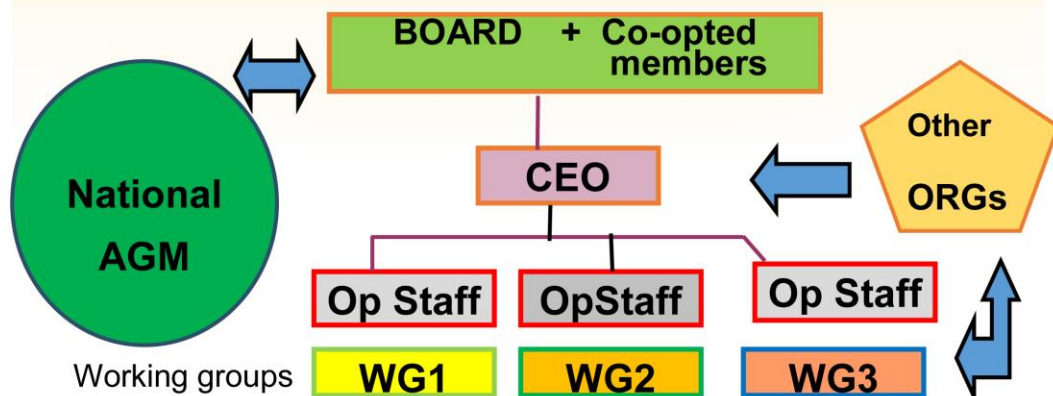 BOARD + Co-opted
members
National
AGM
CEO
Other
ORGs
Op Staff
OpStaff
Op Staff
Working groups
WG1
WG2
WG3